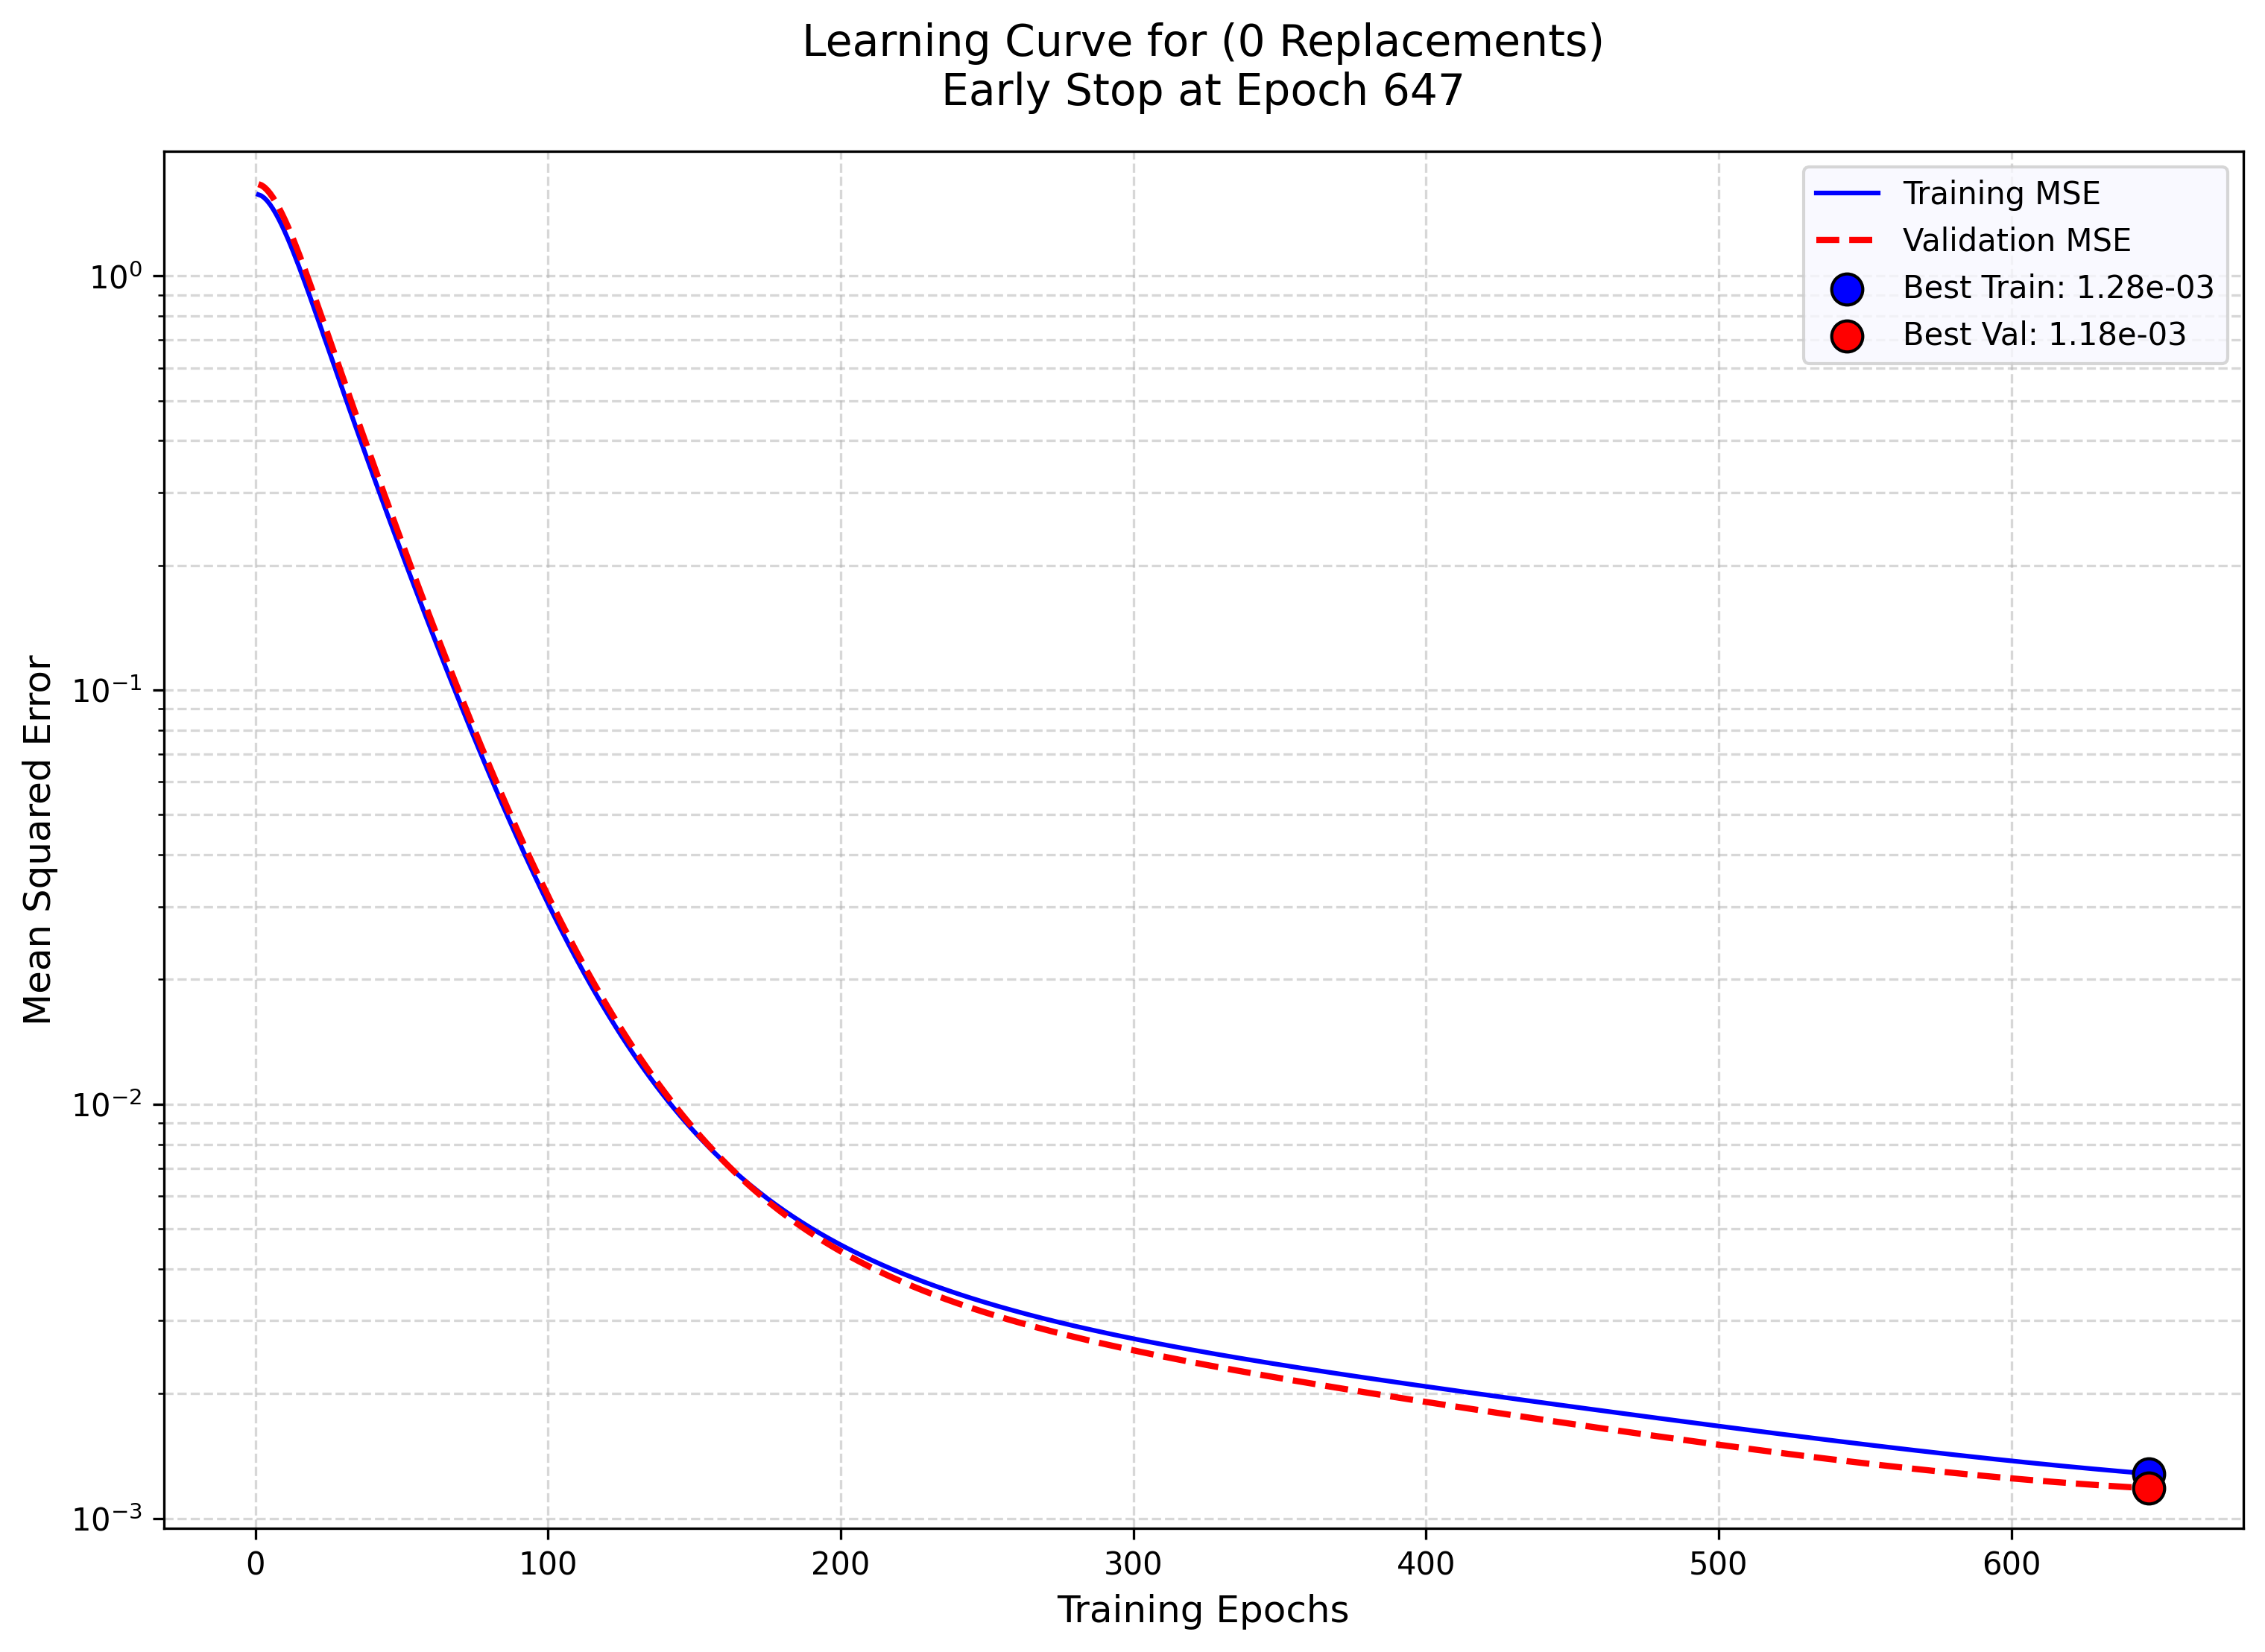 Learning Curve for (0 Replacements)
Early Stop at Epoch 647
Training MSE
Validation MSE
Best Train: 1.28e-03
Best Val: 1.18e-03
Mean Squared Error
10⁰
10⁻¹
10⁻²
10⁻³
0 100 200 300 400 500 600
Training Epochs